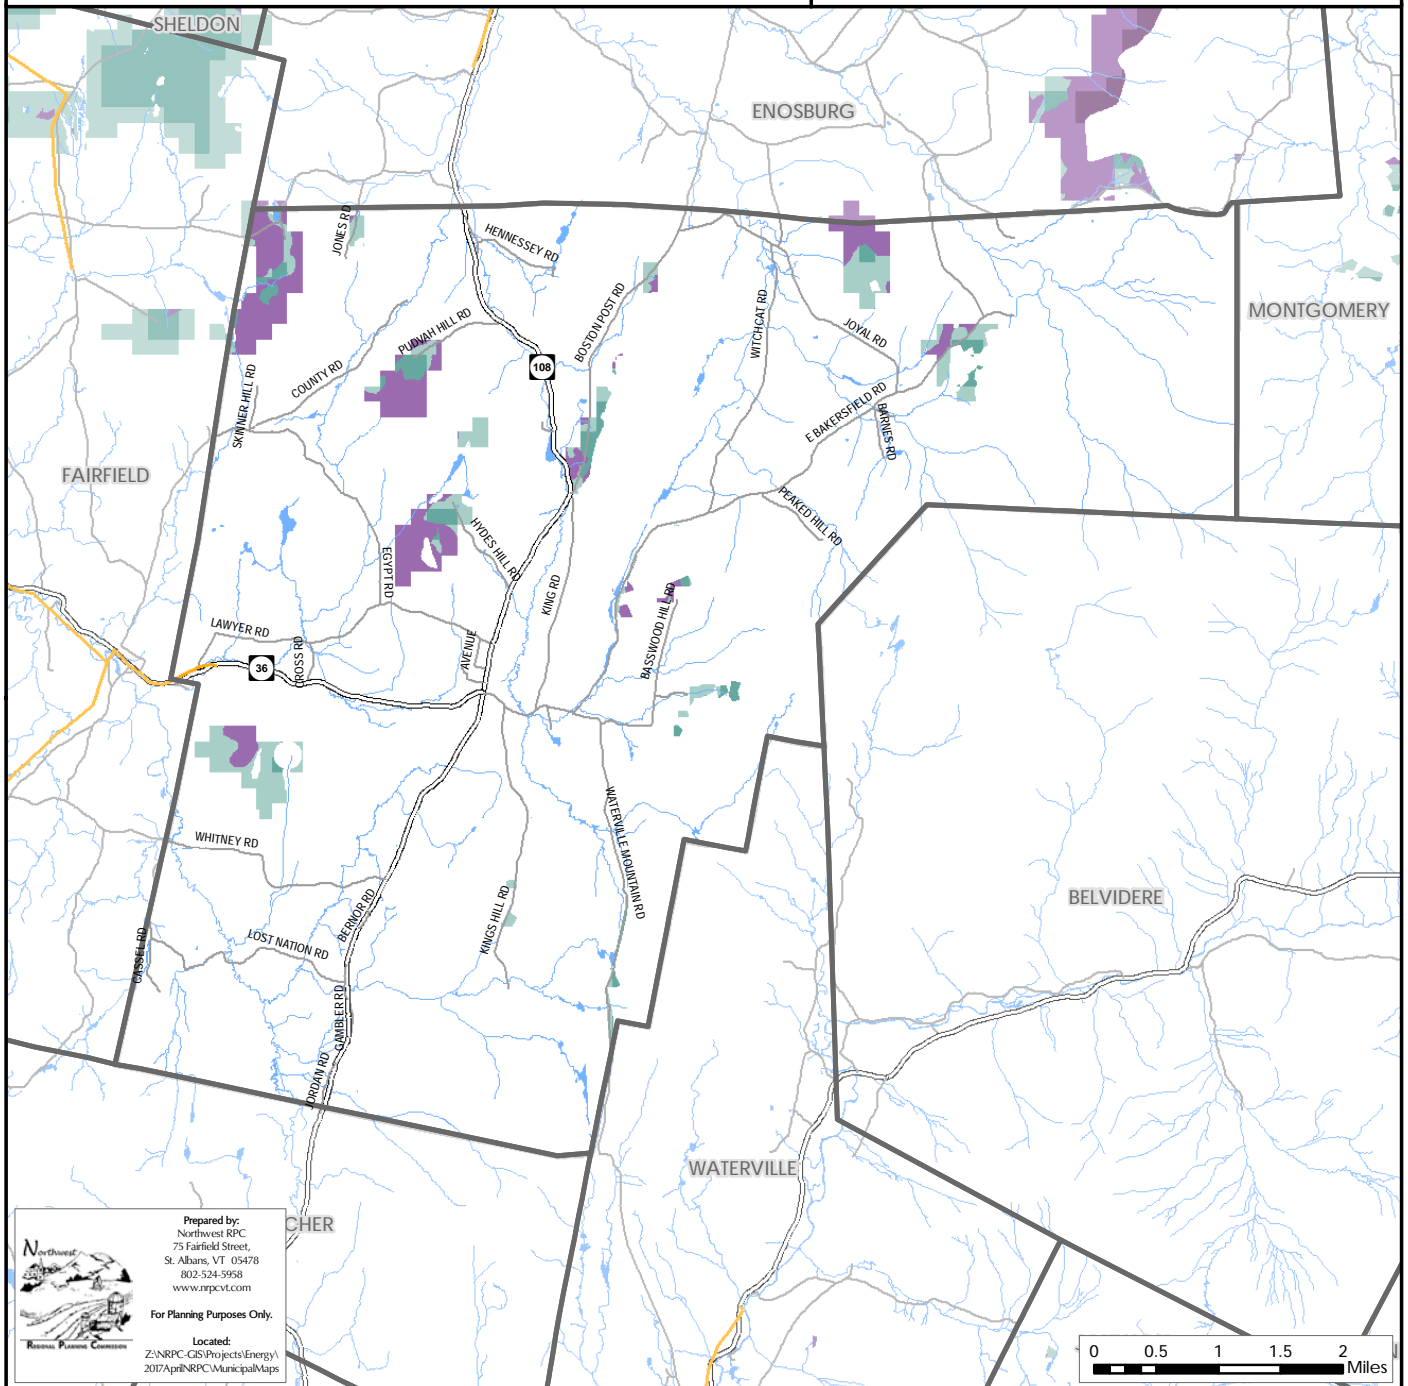 SHELDON
ENOSBURG
JONES RD
HENNESSEY RD
MONTGOMERY
BOSTON POST RD
WITCHCAT RD
PUDVAH HILL RD
JOYAL RD
108
COUNTY RD
SKINNER HILL RD
E BAKERSFIELD RD
BARNES RD
FAIRFIELD
PEAKED HILL RD
HYDES HILL RD
EGYPT RD
KING RD
BASSWOOD HILL RD
LAWYER RD
CROSS RD
AVENUE
36
WATERVILLE MOUNTAIN RD
WHITNEY RD
BELVIDERE
KINGS HILL RD
BERNOR RD
LOST NATION RD
CASSEL RD
GAMBLER RD
JORDAN RD
WATERVILLE
CHER
Northwest
REGIONAL PLANNING COMMISSION
Prepared by:
Northwest RPC
75 Fairfield Street,
St. Albans, VT 05478
802-524-5958
www.nrpcvt.com
For Planning Purposes Only.
Located:
Z:\NRPC-GIS\Projects\Energy\
2017AprilNRPC\MunicipalMaps
0 0.5 1 1.5 2
Miles